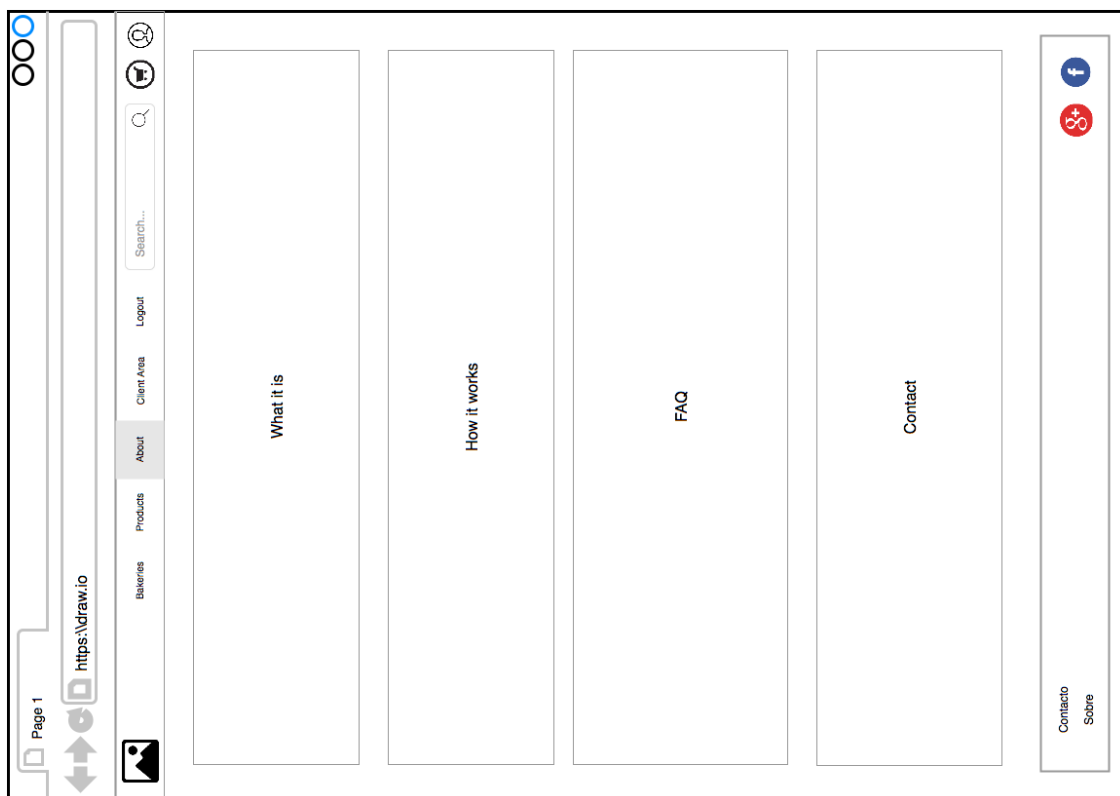 Page 1
https:\\draw.io
Bakeries
Products
About
Client Area
Logout
Search...
What it is
How it works
FAQ
Contact
Contacto
Sobre
g+
f